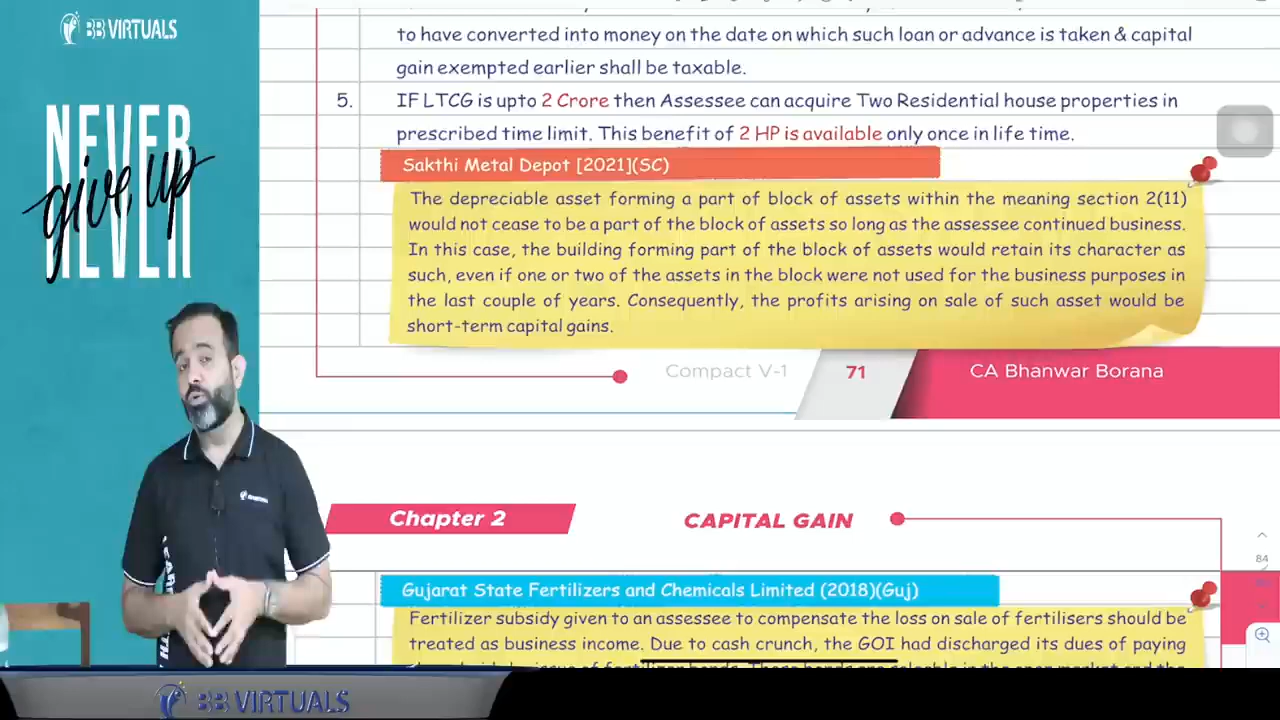 BB VIRTUALS
NEVER
give up
NEVER
to have converted into money on the date on which such loan or advance is taken & capital
gain exempted earlier shall be taxable.
5. IF LTCG is upto 2 Crore then Assessee can acquire Two Residential house properties in
prescribed time limit. This benefit of 2 HP is available only once in life time.
Sakthi Metal Depot [2021](SC)
The depreciable asset forming a part of block of assets within the meaning section 2(11)
would not cease to be a part of the block of assets so long as the assessee continued business.
In this case, the building forming part of the block of assets would retain its character as
such, even if one or two of the assets in the block were not used for the business purposes in
the last couple of years. Consequently, the profits arising on sale of such asset would be
short-term capital gains.
Compact V-1 71 CA Bhanwar Borana
Chapter 2 CAPITAL GAIN
84
Gujarat State Fertilizers and Chemicals Limited (2018)(Guj)
Fertilizer subsidy given to an assessee to compensate the loss on sale of fertilisers should be
treated as business income. Due to cash crunch, the GOI had discharged its dues of paying
BB VIRTUALS